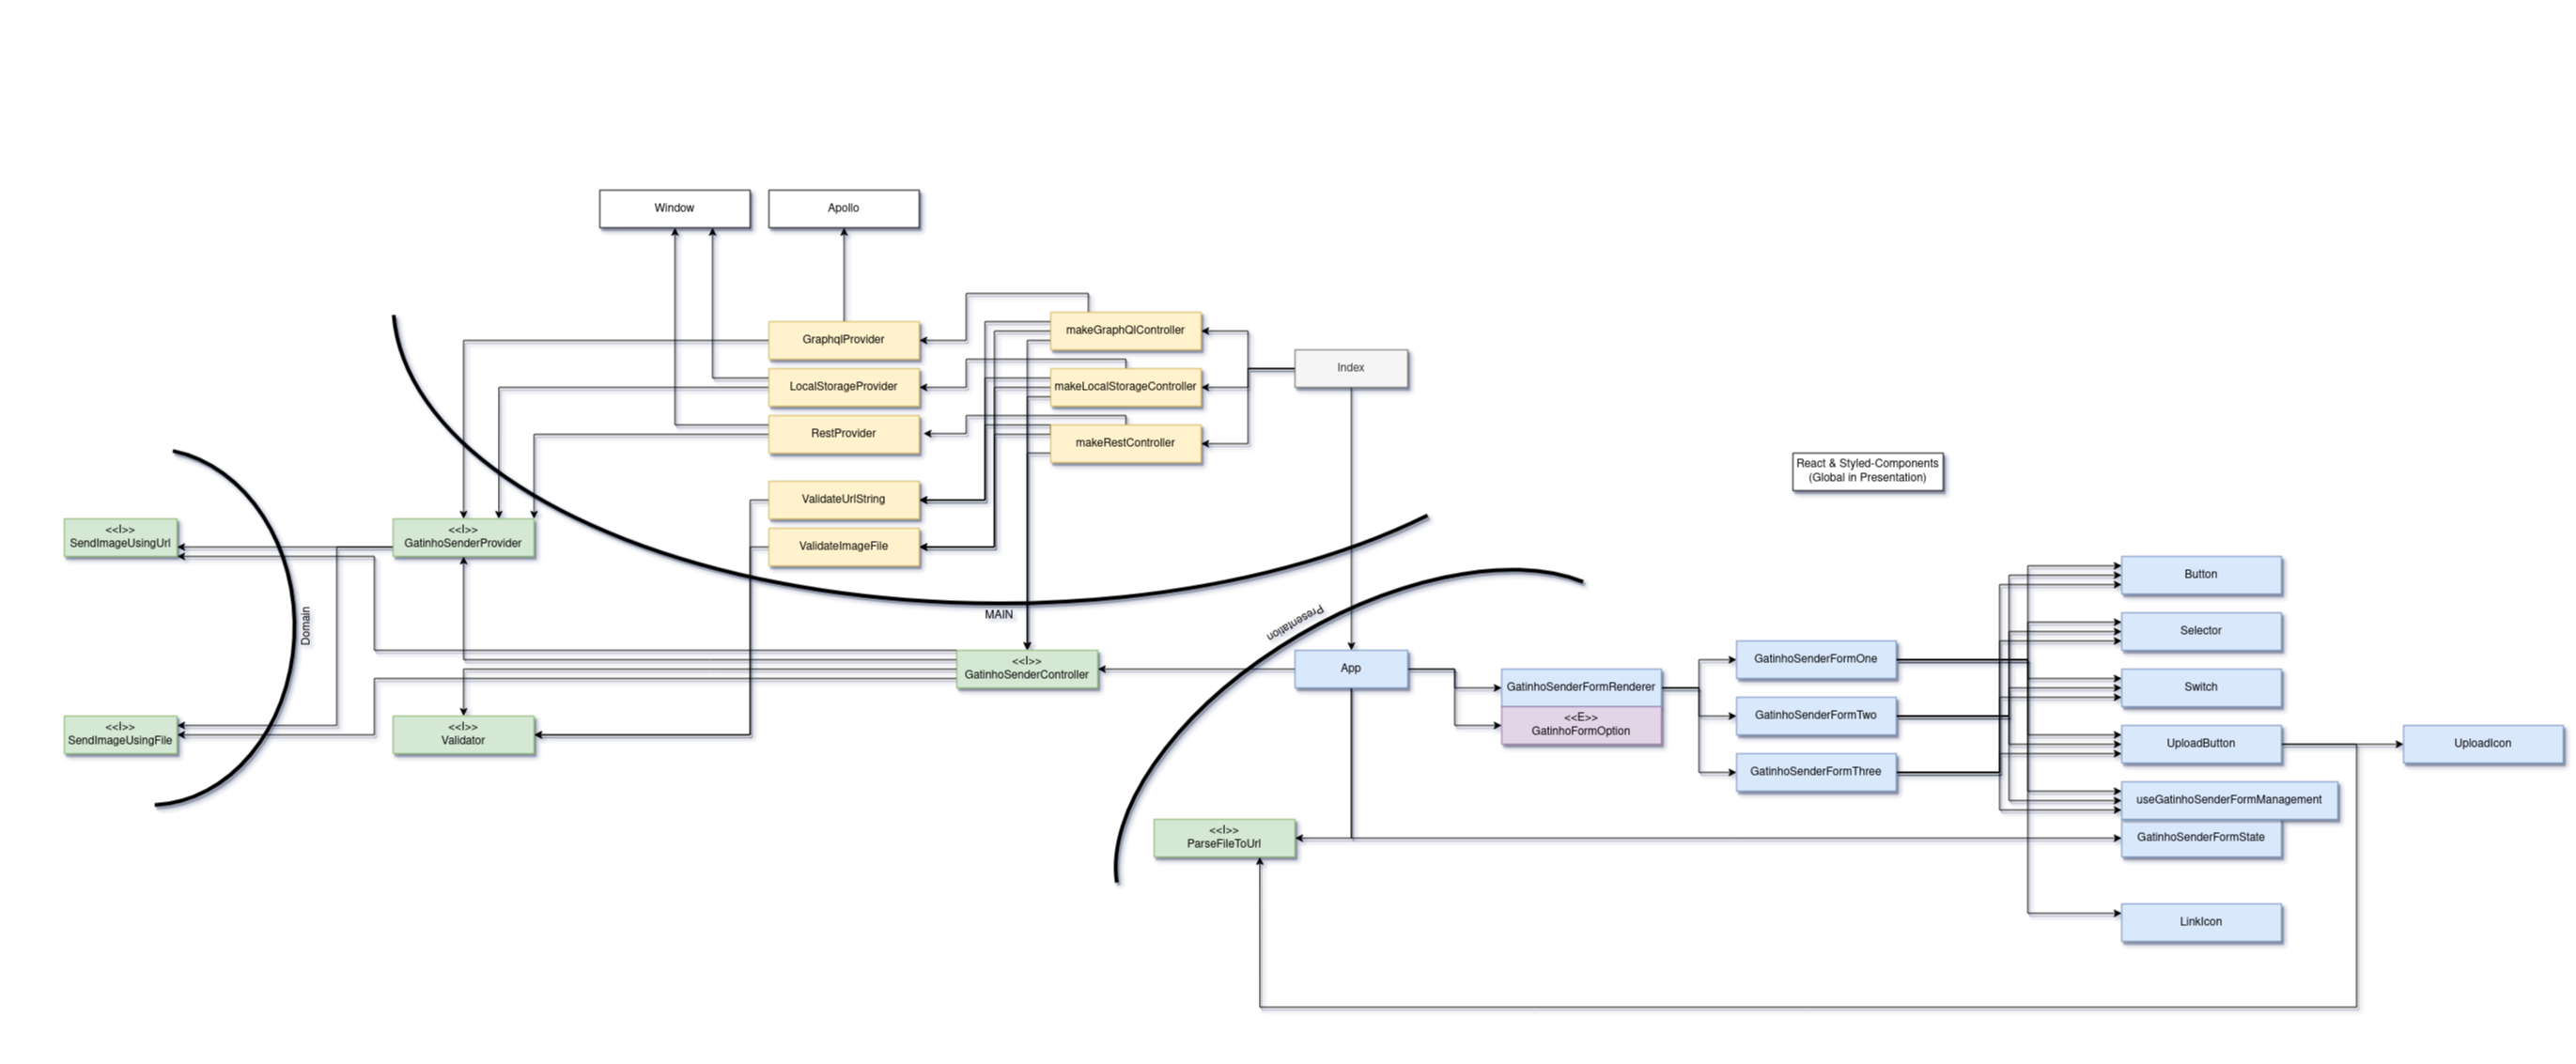 Window
Apollo
GraphqlProvider
makeGraphQlController
Index
LocalStorageProvider
makeLocalStorageController
RestProvider
makeRestController
React & Styled-Components
(Global in Presentation)
ValidateUrlString
ValidateImageFile
<<I>>
SendImageUsingUrl
<<I>>
GatinhoSenderProvider
Domain
MAIN
Presentation
<<I>>
GatinhoSenderController
App
<<I>>
SendImageUsingFile
<<I>>
Validator
GatinhoSenderFormRenderer
<<E>>
GatinhoFormOption
GatinhoSenderFormOne
GatinhoSenderFormTwo
GatinhoSenderFormThree
Button
Selector
Switch
UploadButton
UploadIcon
useGatinhoSenderFormManagement
GatinhoSenderFormState
<<I>>
ParseFileToUrl
LinkIcon